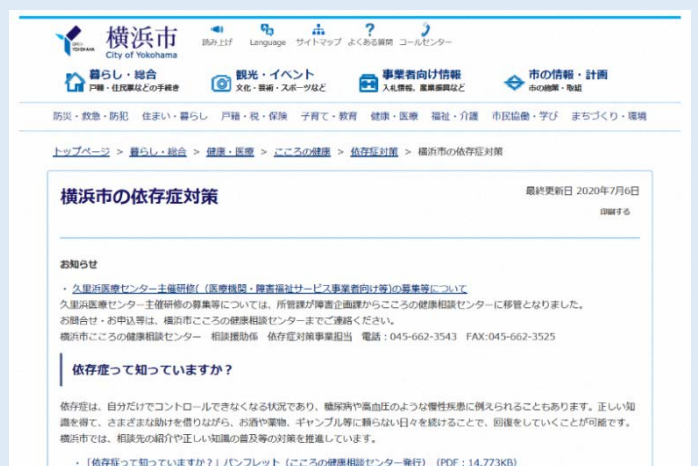 横浜市
City of Yokohama
読み上げ Language サイトマップ よくある質問 コールセンター
暮らし・総合 観光・イベント 事業者向け情報 市の情報・計画
戸籍・住民票などの手続き 文化・芸術・スポーツなど 入札情報、産業振興など 市の施策・取組
防災・救急・防犯 住まい・暮らし 戸籍・税・保険 子育て・教育 健康・医療 福祉・介護 市民協働・学び まちづくり・環境
トップページ > 暮らし・総合 > 健康・医療 > こころの健康 > 依存症対策 > 横浜市の依存症対策
横浜市の依存症対策
最終更新日 2020年7月6日
印刷する
お知らせ
・ 久里浜医療センター主催研修(（医療機関・障害福祉サービス事業者向け等)の募集等について
久里浜医療センター主催研修の募集等については、所管課が障害企画課からこころの健康相談センターに移管となりました。
お問合せ・お申込等は、横浜市こころの健康相談センターまでご連絡ください。
横浜市こころの健康相談センター 相談援助係 依存症対策事業担当 電話：045-662-3543 FAX:045-662-3525
依存症って知っていますか？
依存症は、自分だけでコントロールできなくなる状況であり、糖尿病や高血圧のような慢性疾患に例えられることもあります。正しい知
識を得て、さまざまな助けを借りながら、お酒や薬物、ギャンブル等に頼らない日々を続けることで、回復をしていくことが可能です。
横浜市では、相談先の紹介や正しい知識の普及等の対策を推進しています。
・「依存症って知っていますか？」パンフレット（こころの健康相談センター発行）（PDF：14,773KB）